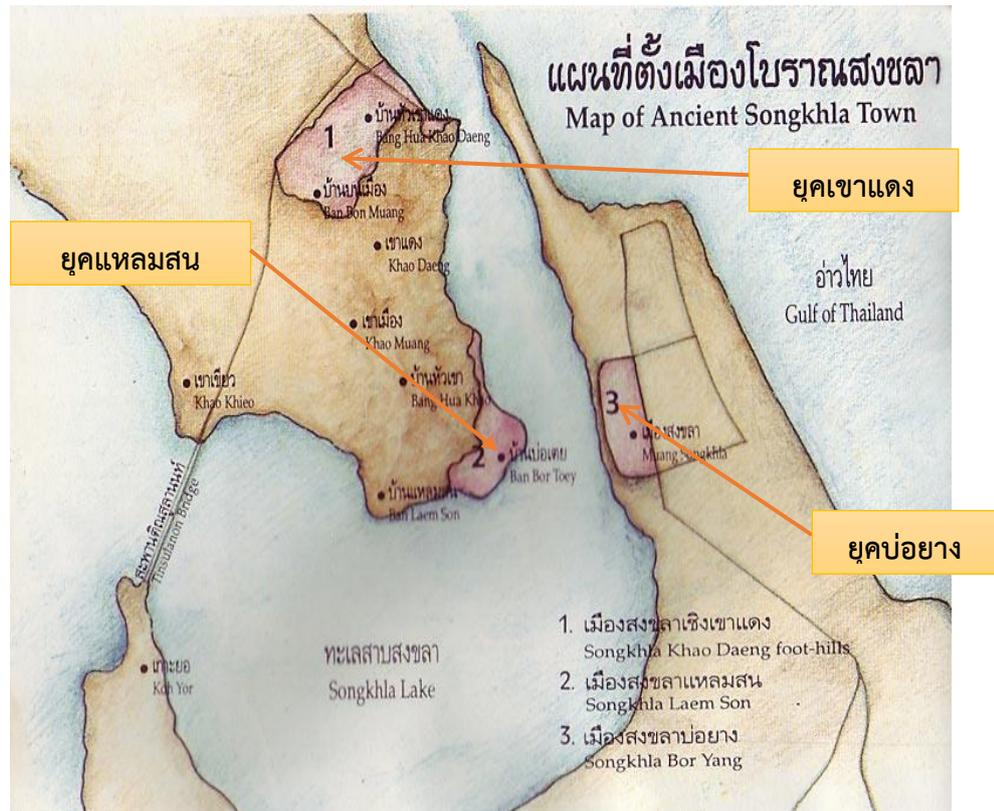 แผนที่ตั้งเมืองโบราณสงขลา
Map of Ancient Songkhla Town
บ้านหัวเขาแดง
Bang Hua Khao Daeng
1
ยุคเขาแดง
บ้านบนเมือง
Ban Bon Muang
ยุคแหลมสน
เขาแดง
Khao Daeng
อ่าวไทย
Gulf of Thailand
เขาเมือง
Khao Muang
เขาเขียว
Khao Khieo
บ้านหัวเขา
Bang Hua Khao
3
เมืองสงขลา
Muang Songkhla
2
บ้านบ่อเตย
Ban Bor Toey
บ้านแหลมสน
Ban Laem Son
ยุคบ่อยาง
สะพานติณสูลานนท์
Tinsulanon Bridge
เกาะยอ
Koh Yor
ทะเลสาบสงขลา
Songkhla Lake
1. เมืองสงขลาเชิงเขาแดง
Songkhla Khao Daeng foot-hills
2. เมืองสงขลาแหลมสน
Songkhla Laem Son
3. เมืองสงขลาบ่อยาง
Songkhla Bor Yang